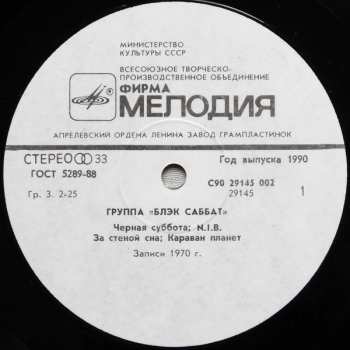 МИНИСТЕРСТВО
КУЛЬТУРЫ СССР
ВСЕСОЮЗНОЕ ТВОРЧЕСКО-
ПРОИЗВОДСТВЕННОЕ ОБЪЕДИНЕНИЕ
ФИРМА
МЕЛОДИЯ
АПРЕЛЕВСКИЙ ОРДЕНА ЛЕНИНА ЗАВОД ГРАМПЛАСТИНОК
СТЕРЕО 33
Год выпуска 1990
ГОСТ 5289-88
С90 29145 002
Гр. 3. 2-25
29145 1
ГРУППА «БЛЭК САББАТ»
Черная суббота; N.I.B.
За стеной сна; Караван планет
Записи 1970 г.